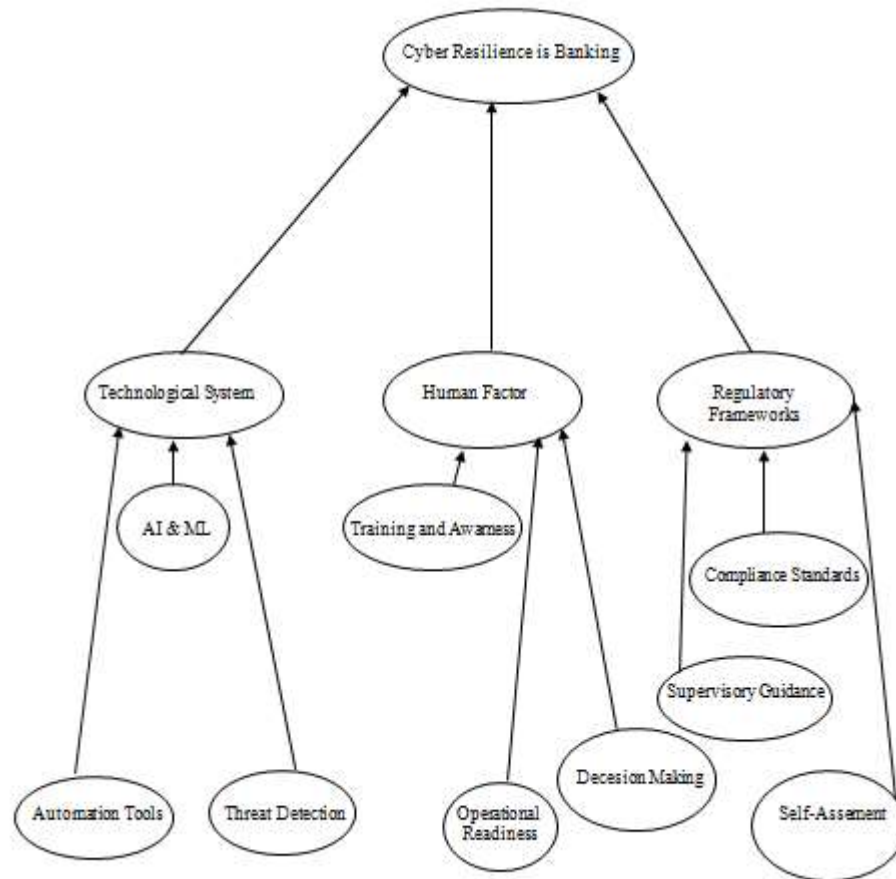 Cyber Resilience is Banking
Technological System
Human Factor
Regulatory
Frameworks
AI & ML
Training and Awarness
Compliance Standards
Supervisory Guidance
Decesion Making
Automation Tools
Threat Detection
Operational
Readiness
Self-Assement